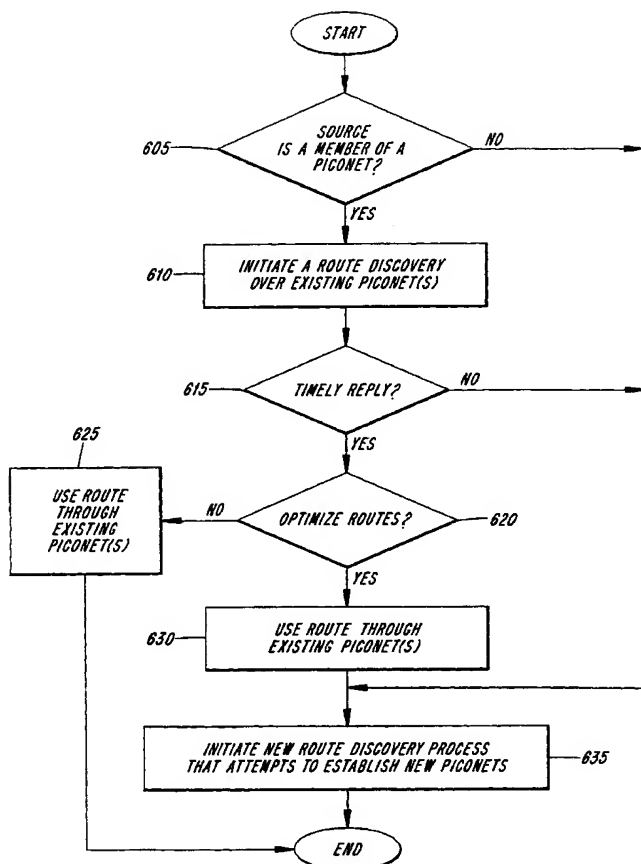 START
605
SOURCE
IS A MEMBER OF A
PICONET?
NO
YES
610
INITIATE A ROUTE DISCOVERY
OVER EXISTING PICONET(S)
615
TIMELY REPLY?
NO
YES
625
USE ROUTE
THROUGH
EXISTING
PICONET(S)
NO
OPTIMIZE ROUTES?
620
YES
630
USE ROUTE THROUGH
EXISTING PICONET(S)
INITIATE NEW ROUTE DISCOVERY PROCESS
THAT ATTEMPTS TO ESTABLISH NEW PICONETS
635
END